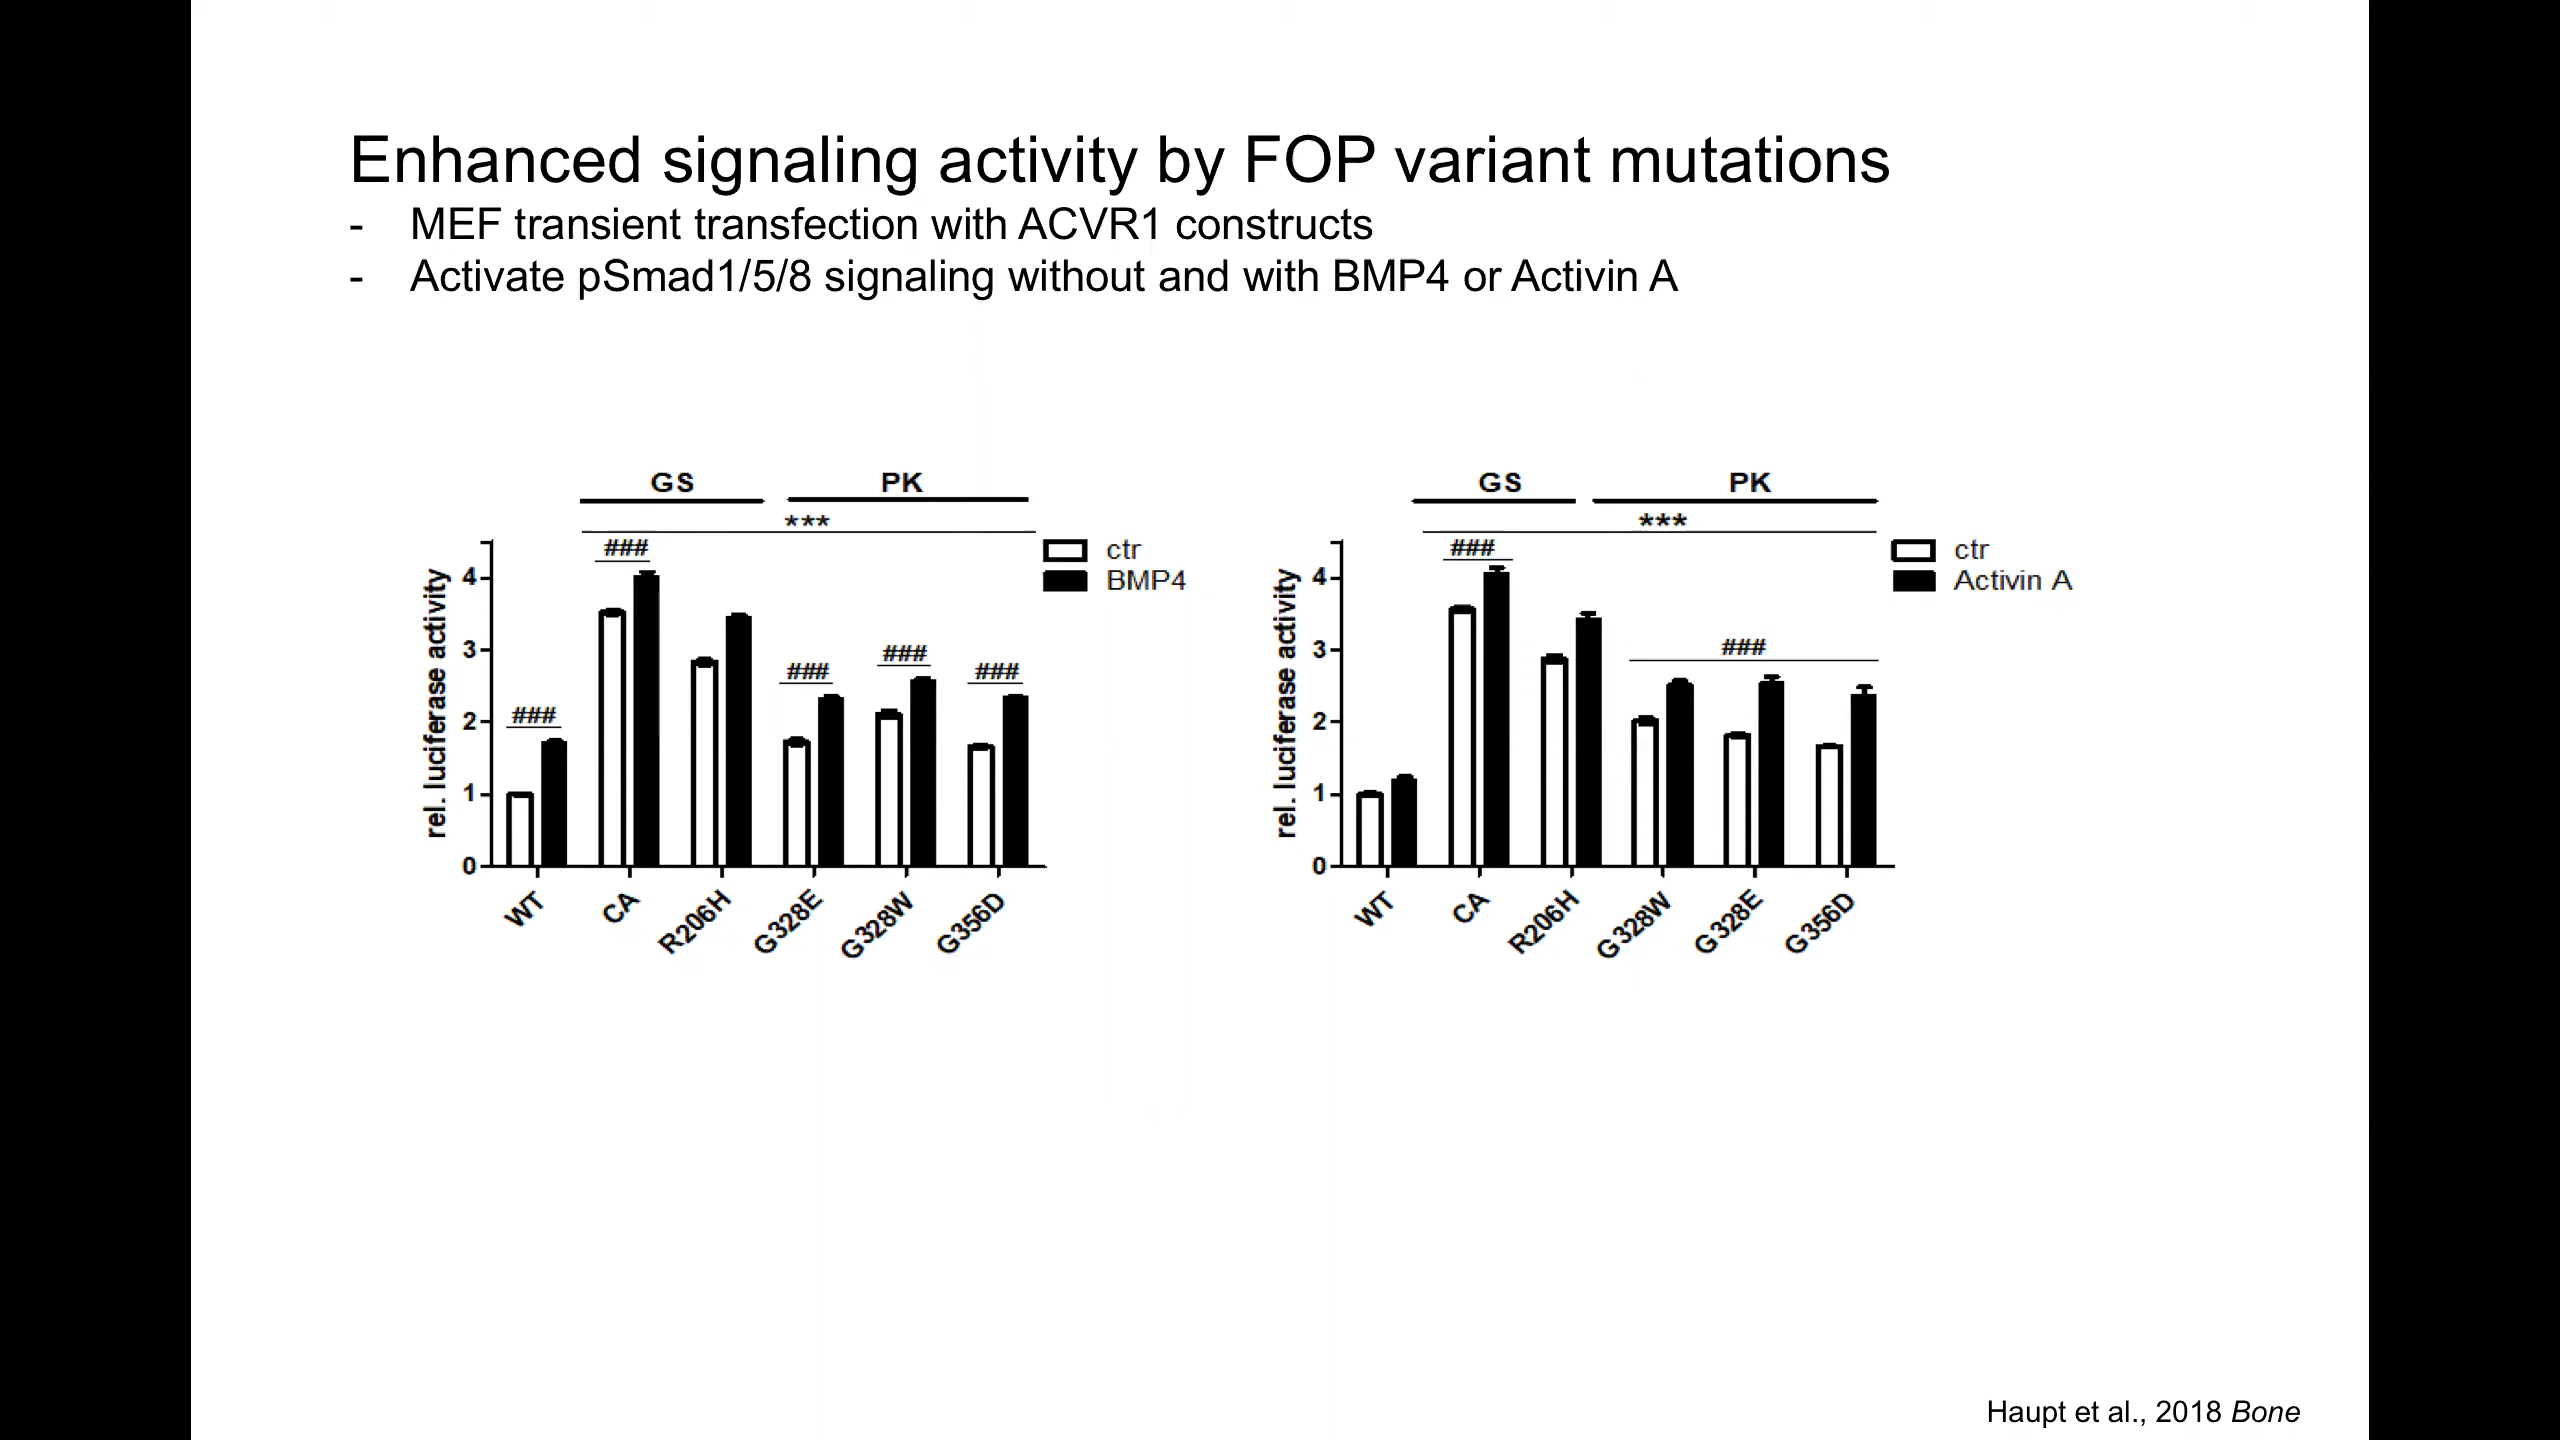 Enhanced signaling activity by FOP variant mutations
- MEF transient transfection with ACVR1 constructs
- Activate pSmad1/5/8 signaling without and with BMP4 or Activin A
GS PK
***
###
###
###
###
###
ctr
BMP4
rel. luciferase activity
4
3
2
1
0
WT CA R206H G328E G328W G356D
GS PK
***
###
###
ctr
Activin A
rel. luciferase activity
4
3
2
1
0
WT CA R206H G328W G328E G356D
Haupt et al., 2018 Bone